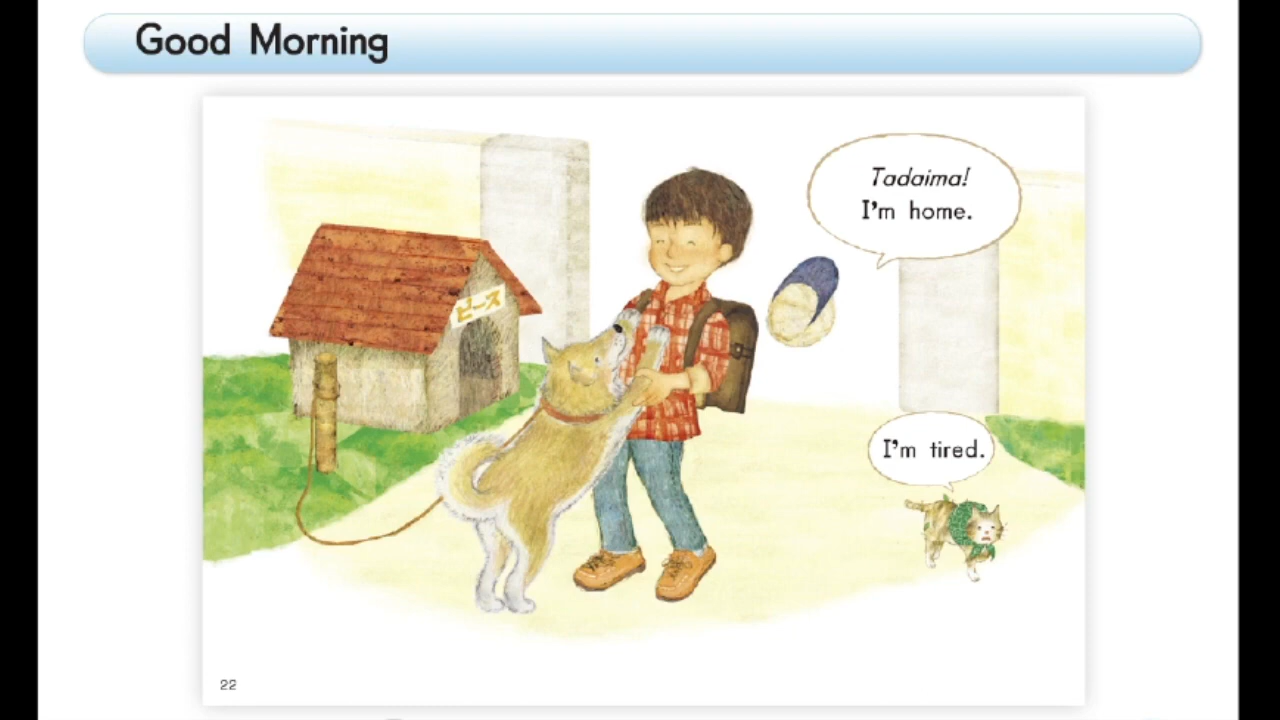 Good Morning
Tadaima!
I'm home.
ピース
I'm tired.
22